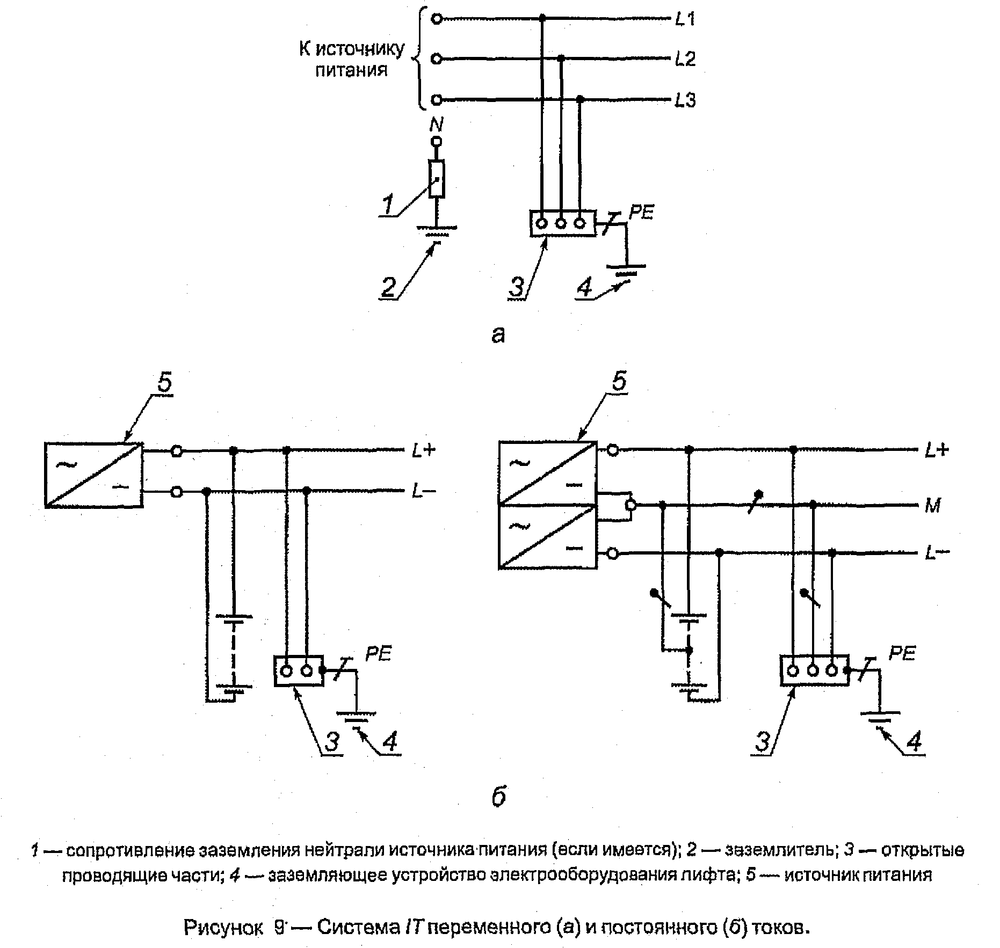 К источнику
питания
L1
L2
L3
N
1
PE
2
3
4
а
5
5
~
–
L+
L–
~
–
~
–
L+
M
L–
PE
PE
3
4
3
4
б
1 — сопротивление заземления нейтрали источника питания (если имеется); 2 — заземлитель; 3 — открытые
проводящие части; 4 — заземляющее устройство электрооборудования лифта; 5 — источник питания
Рисунок 9 — Система IT переменного (а) и постоянного (б) токов.